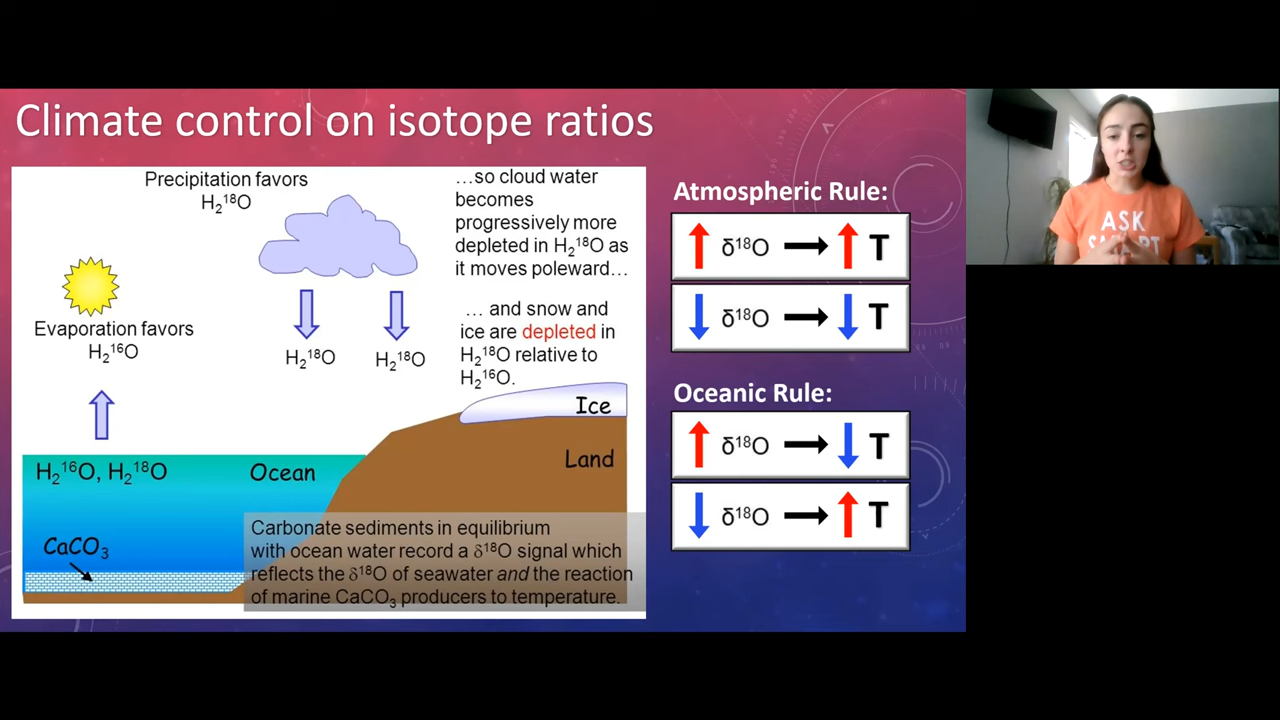 Climate control on isotope ratios
Precipitation favors
H₂¹⁸O
…so cloud water
becomes
progressively more
depleted in H₂¹⁸O as
it moves poleward…
Evaporation favors
H₂¹⁶O
H₂¹⁸O
H₂¹⁸O
… and snow and
ice are depleted in
H₂¹⁸O relative to
H₂¹⁶O.
Ice
Land
H₂¹⁶O, H₂¹⁸O
Ocean
CaCO₃
Carbonate sediments in equilibrium
with ocean water record a δ¹⁸O signal which
reflects the δ¹⁸O of seawater and the reaction
of marine CaCO₃ producers to temperature.
Atmospheric Rule:
↑ δ¹⁸O → ↑ T
↓ δ¹⁸O → ↓ T
Oceanic Rule:
↑ δ¹⁸O → ↓ T
↓ δ¹⁸O → ↑ T
ASK